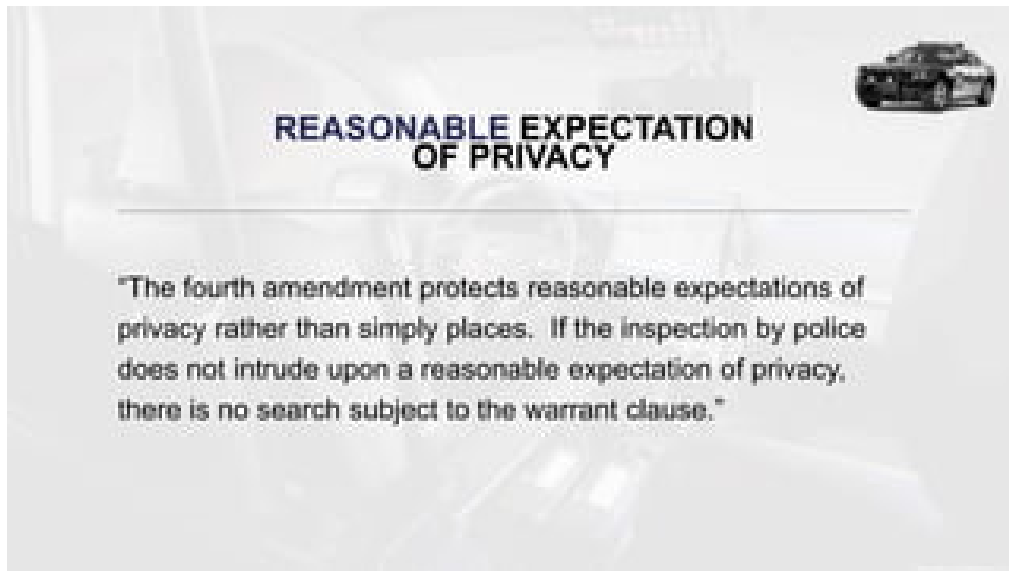 REASONABLE EXPECTATION
OF PRIVACY
"The fourth amendment protects reasonable expectations of
privacy rather than simply places.  If the inspection by police
does not intrude upon a reasonable expectation of privacy,
there is no search subject to the warrant clause."